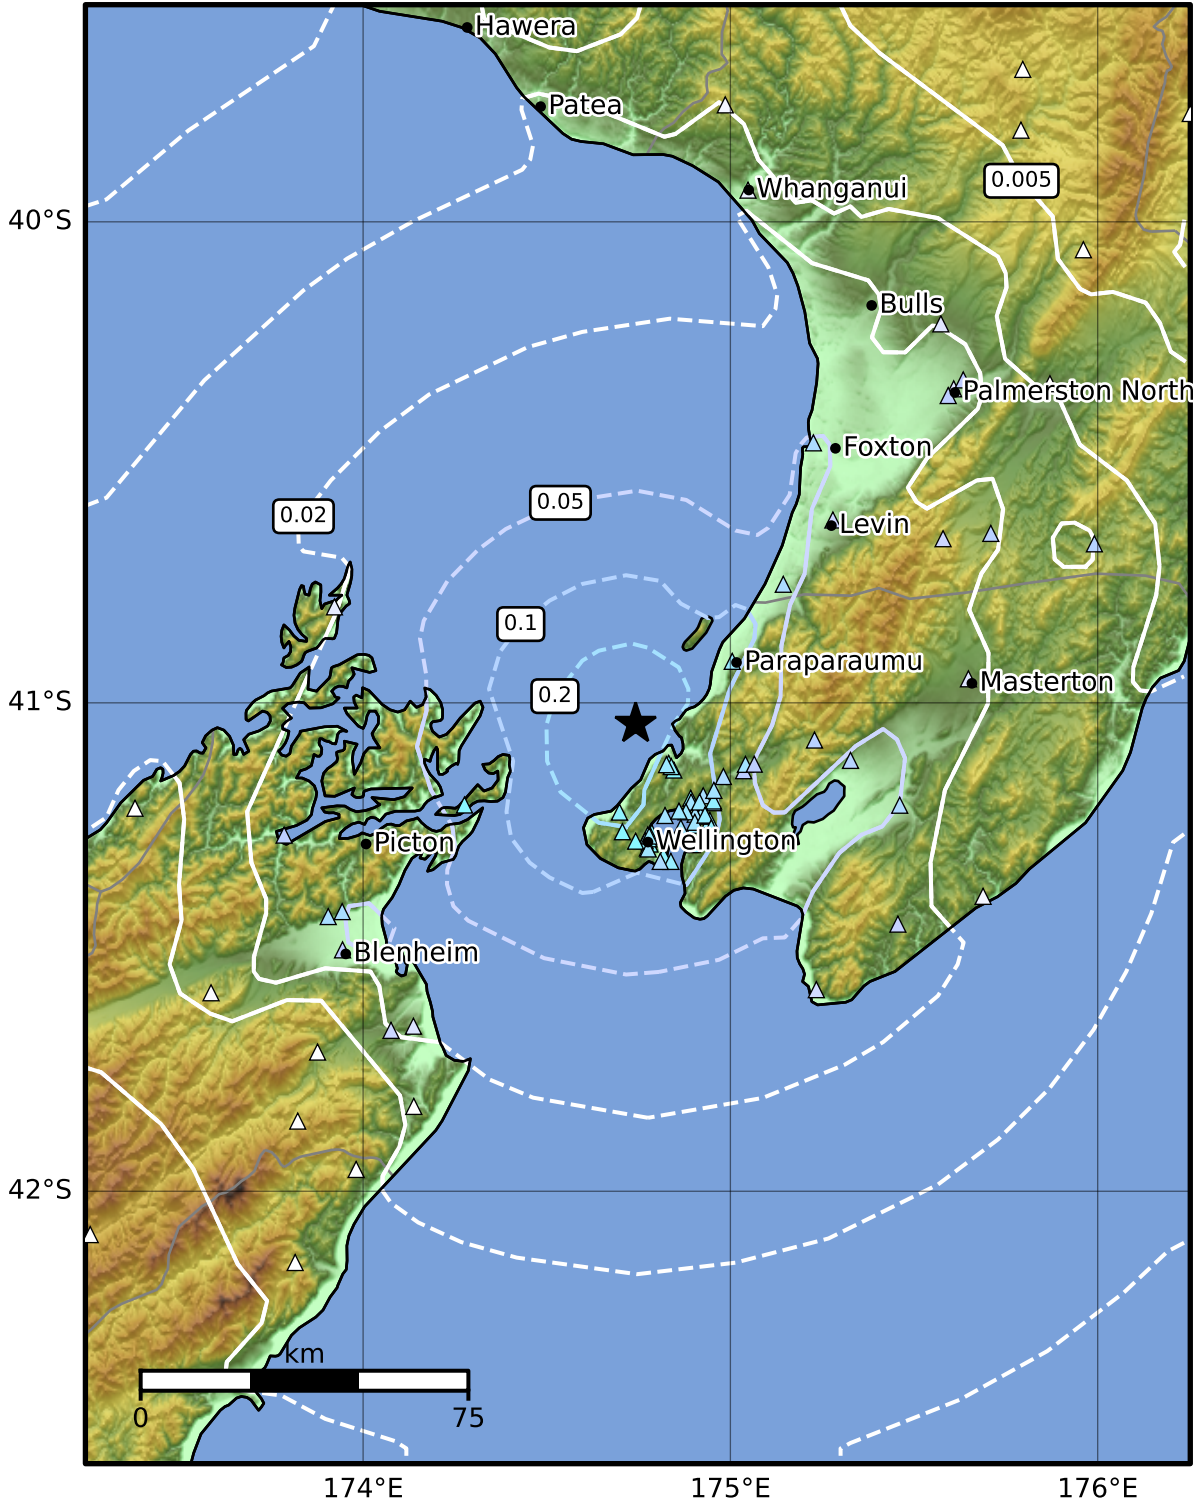 Hawera
Patea
Whanganui
0.005
40°S
Bulls
Palmerston North
Foxton
0.05
0.02
Levin
0.1
Paraparaumu
Masterton
0.2
41°S
Picton
Wellington
Blenheim
42°S
km
0
75
174°E
175°E
176°E